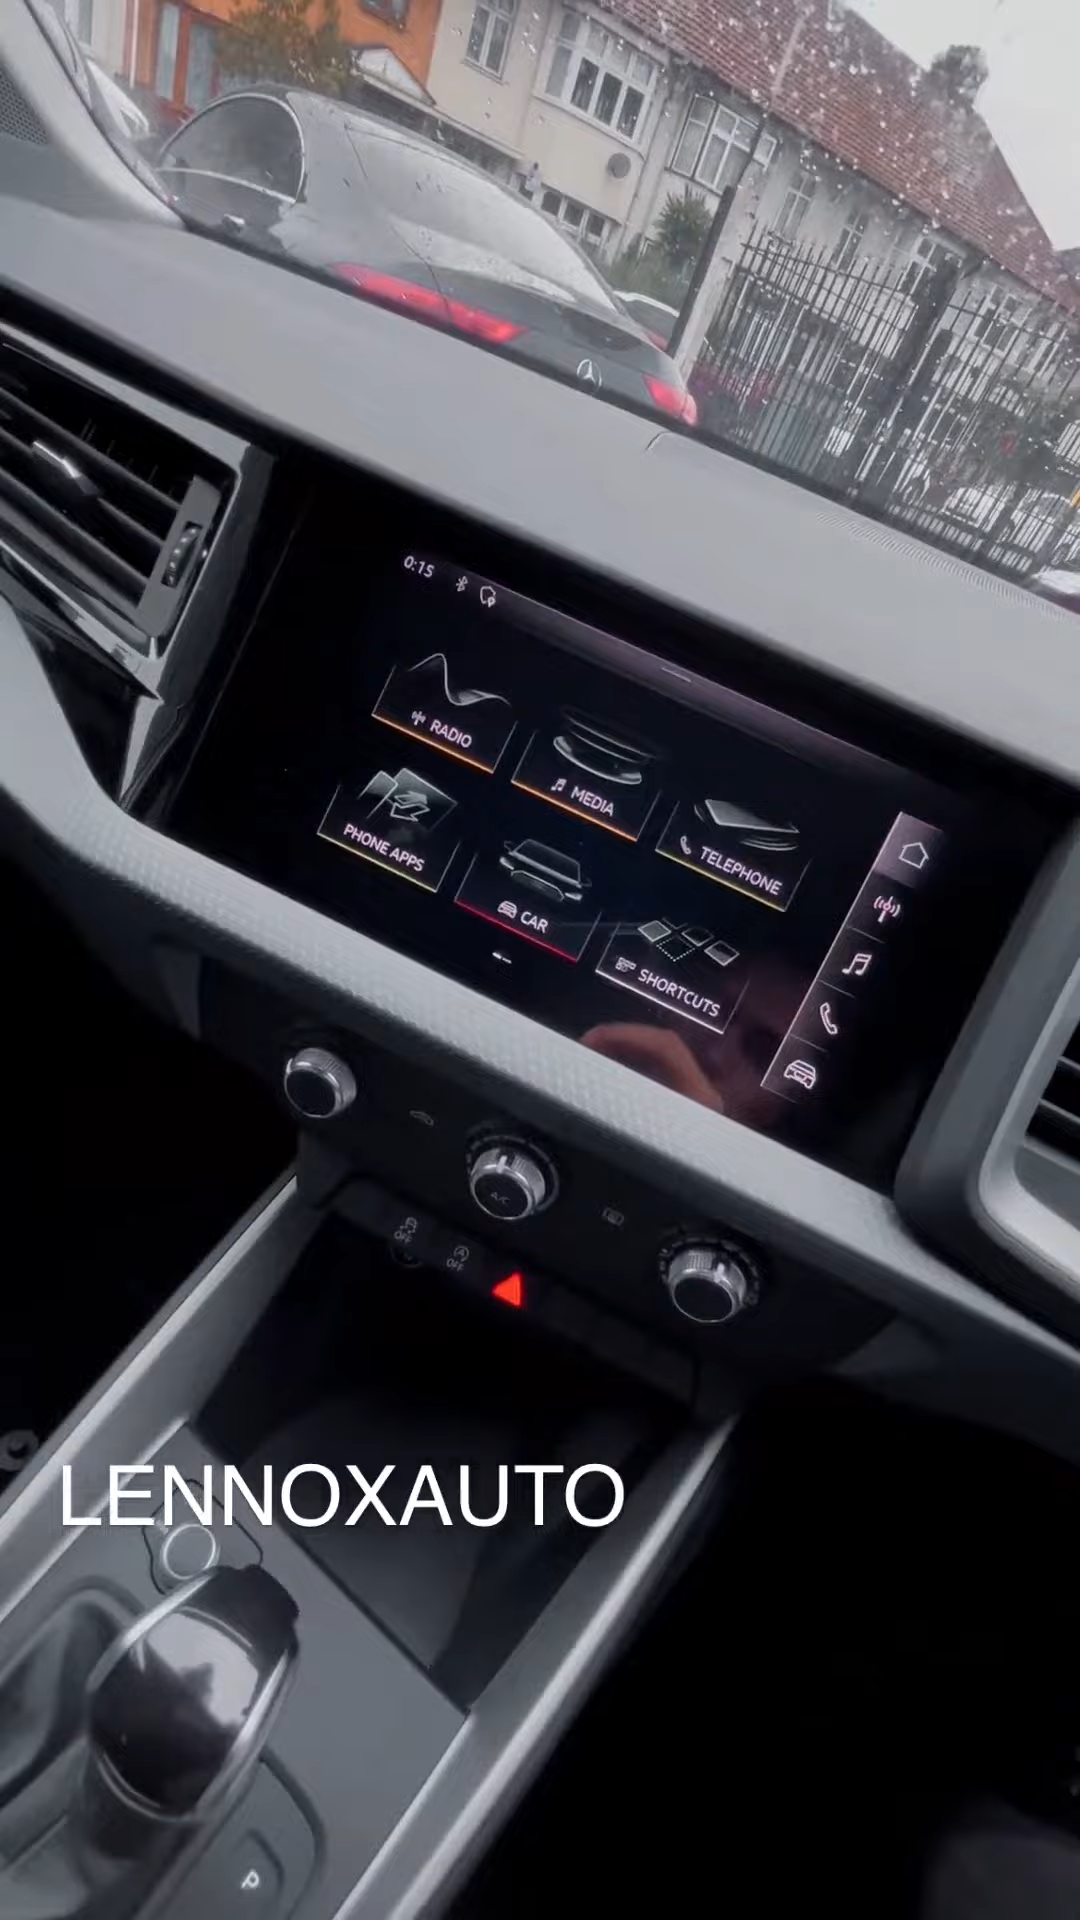 0:15
RADIO
MEDIA
TELEPHONE
PHONE APPS
CAR
SHORTCUTS
A/C
OFF
OFF
LENNOXAUTO
P